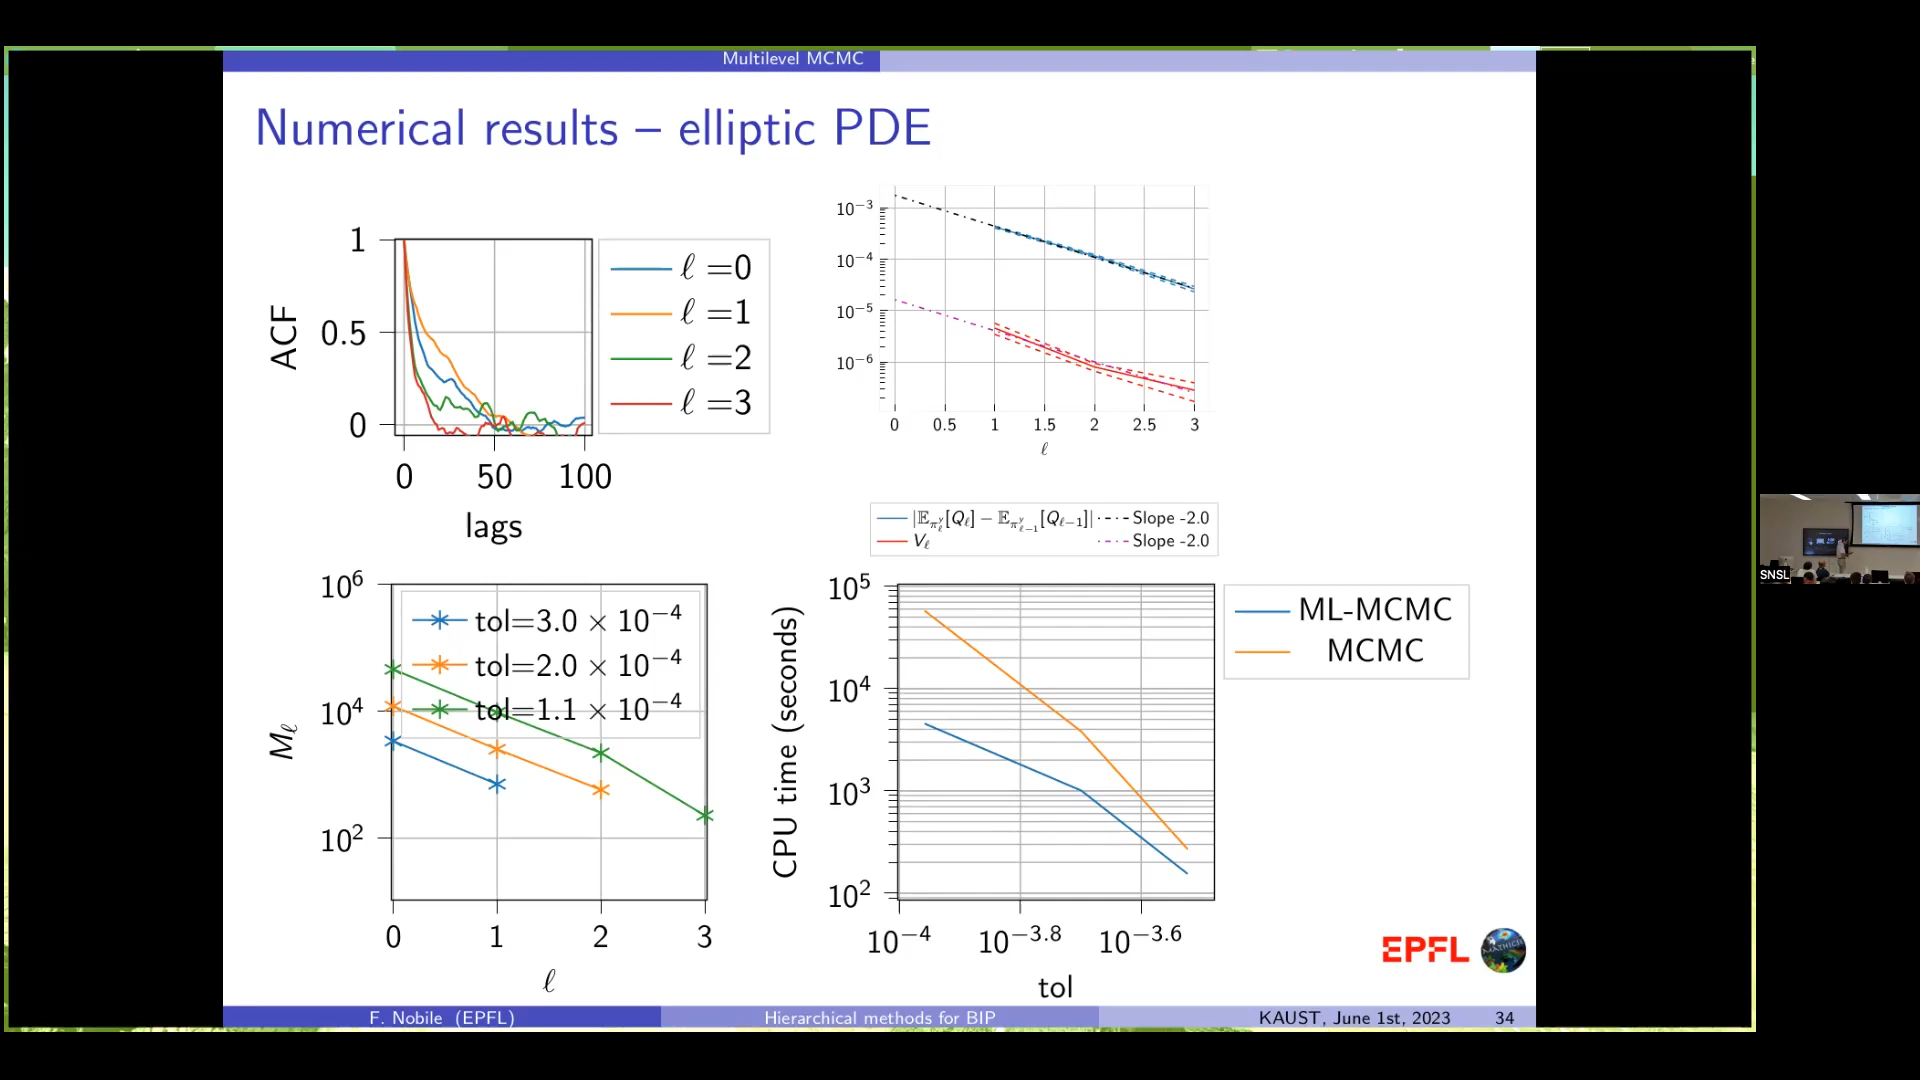 Multilevel MCMC
Numerical results – elliptic PDE
1
0.5
0
ACF
0 50 100
lags
ℓ =0
ℓ =1
ℓ =2
ℓ =3
10⁻³
10⁻⁴
10⁻⁵
10⁻⁶
0 0.5 1 1.5 2 2.5 3
ℓ
|𝔼_{π_ℓ^y}[Q_ℓ] − 𝔼_{π_{ℓ−1}^y}[Q_{ℓ−1}]| Slope -2.0
V_ℓ Slope -2.0
10⁶
10⁴
10²
M_ℓ
tol=3.0 × 10⁻⁴
tol=2.0 × 10⁻⁴
tol=1.1 × 10⁻⁴
0 1 2 3
ℓ
10⁵
10⁴
10³
10²
CPU time (seconds)
10⁻⁴ 10⁻³·⁸ 10⁻³·⁶
tol
ML-MCMC
MCMC
EPFL
MATHICSE
F. Nobile (EPFL) Hierarchical methods for BIP KAUST, June 1st, 2023 34
SNSL